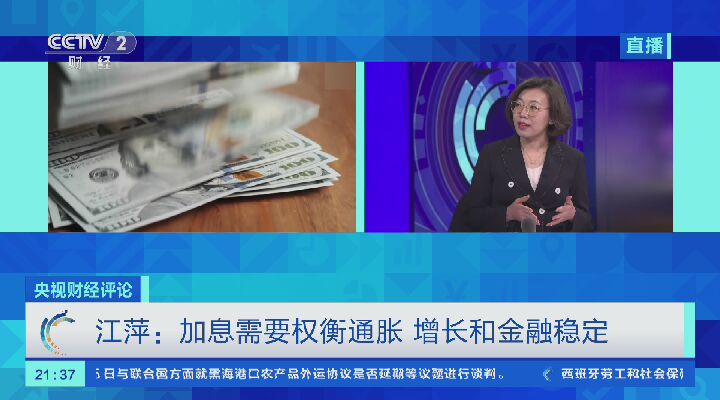 CCTV 2
财经
直播
央视财经评论
江萍：加息需要权衡通胀 增长和金融稳定
21:37
日与联合国方面就黑海港口农产品外运协议是否延期等议题进行谈判。 西班牙劳工和社会保